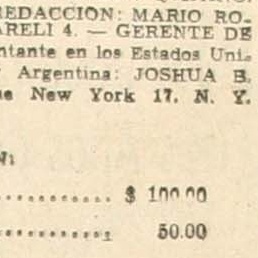 REDACCION: MARIO RO-
ARELI 4. — GERENTE DE
ntante en los Estados Uni-
Argentina: JOSHUA B.
New York 17. N. Y.
N:
$ 100.00
50.00